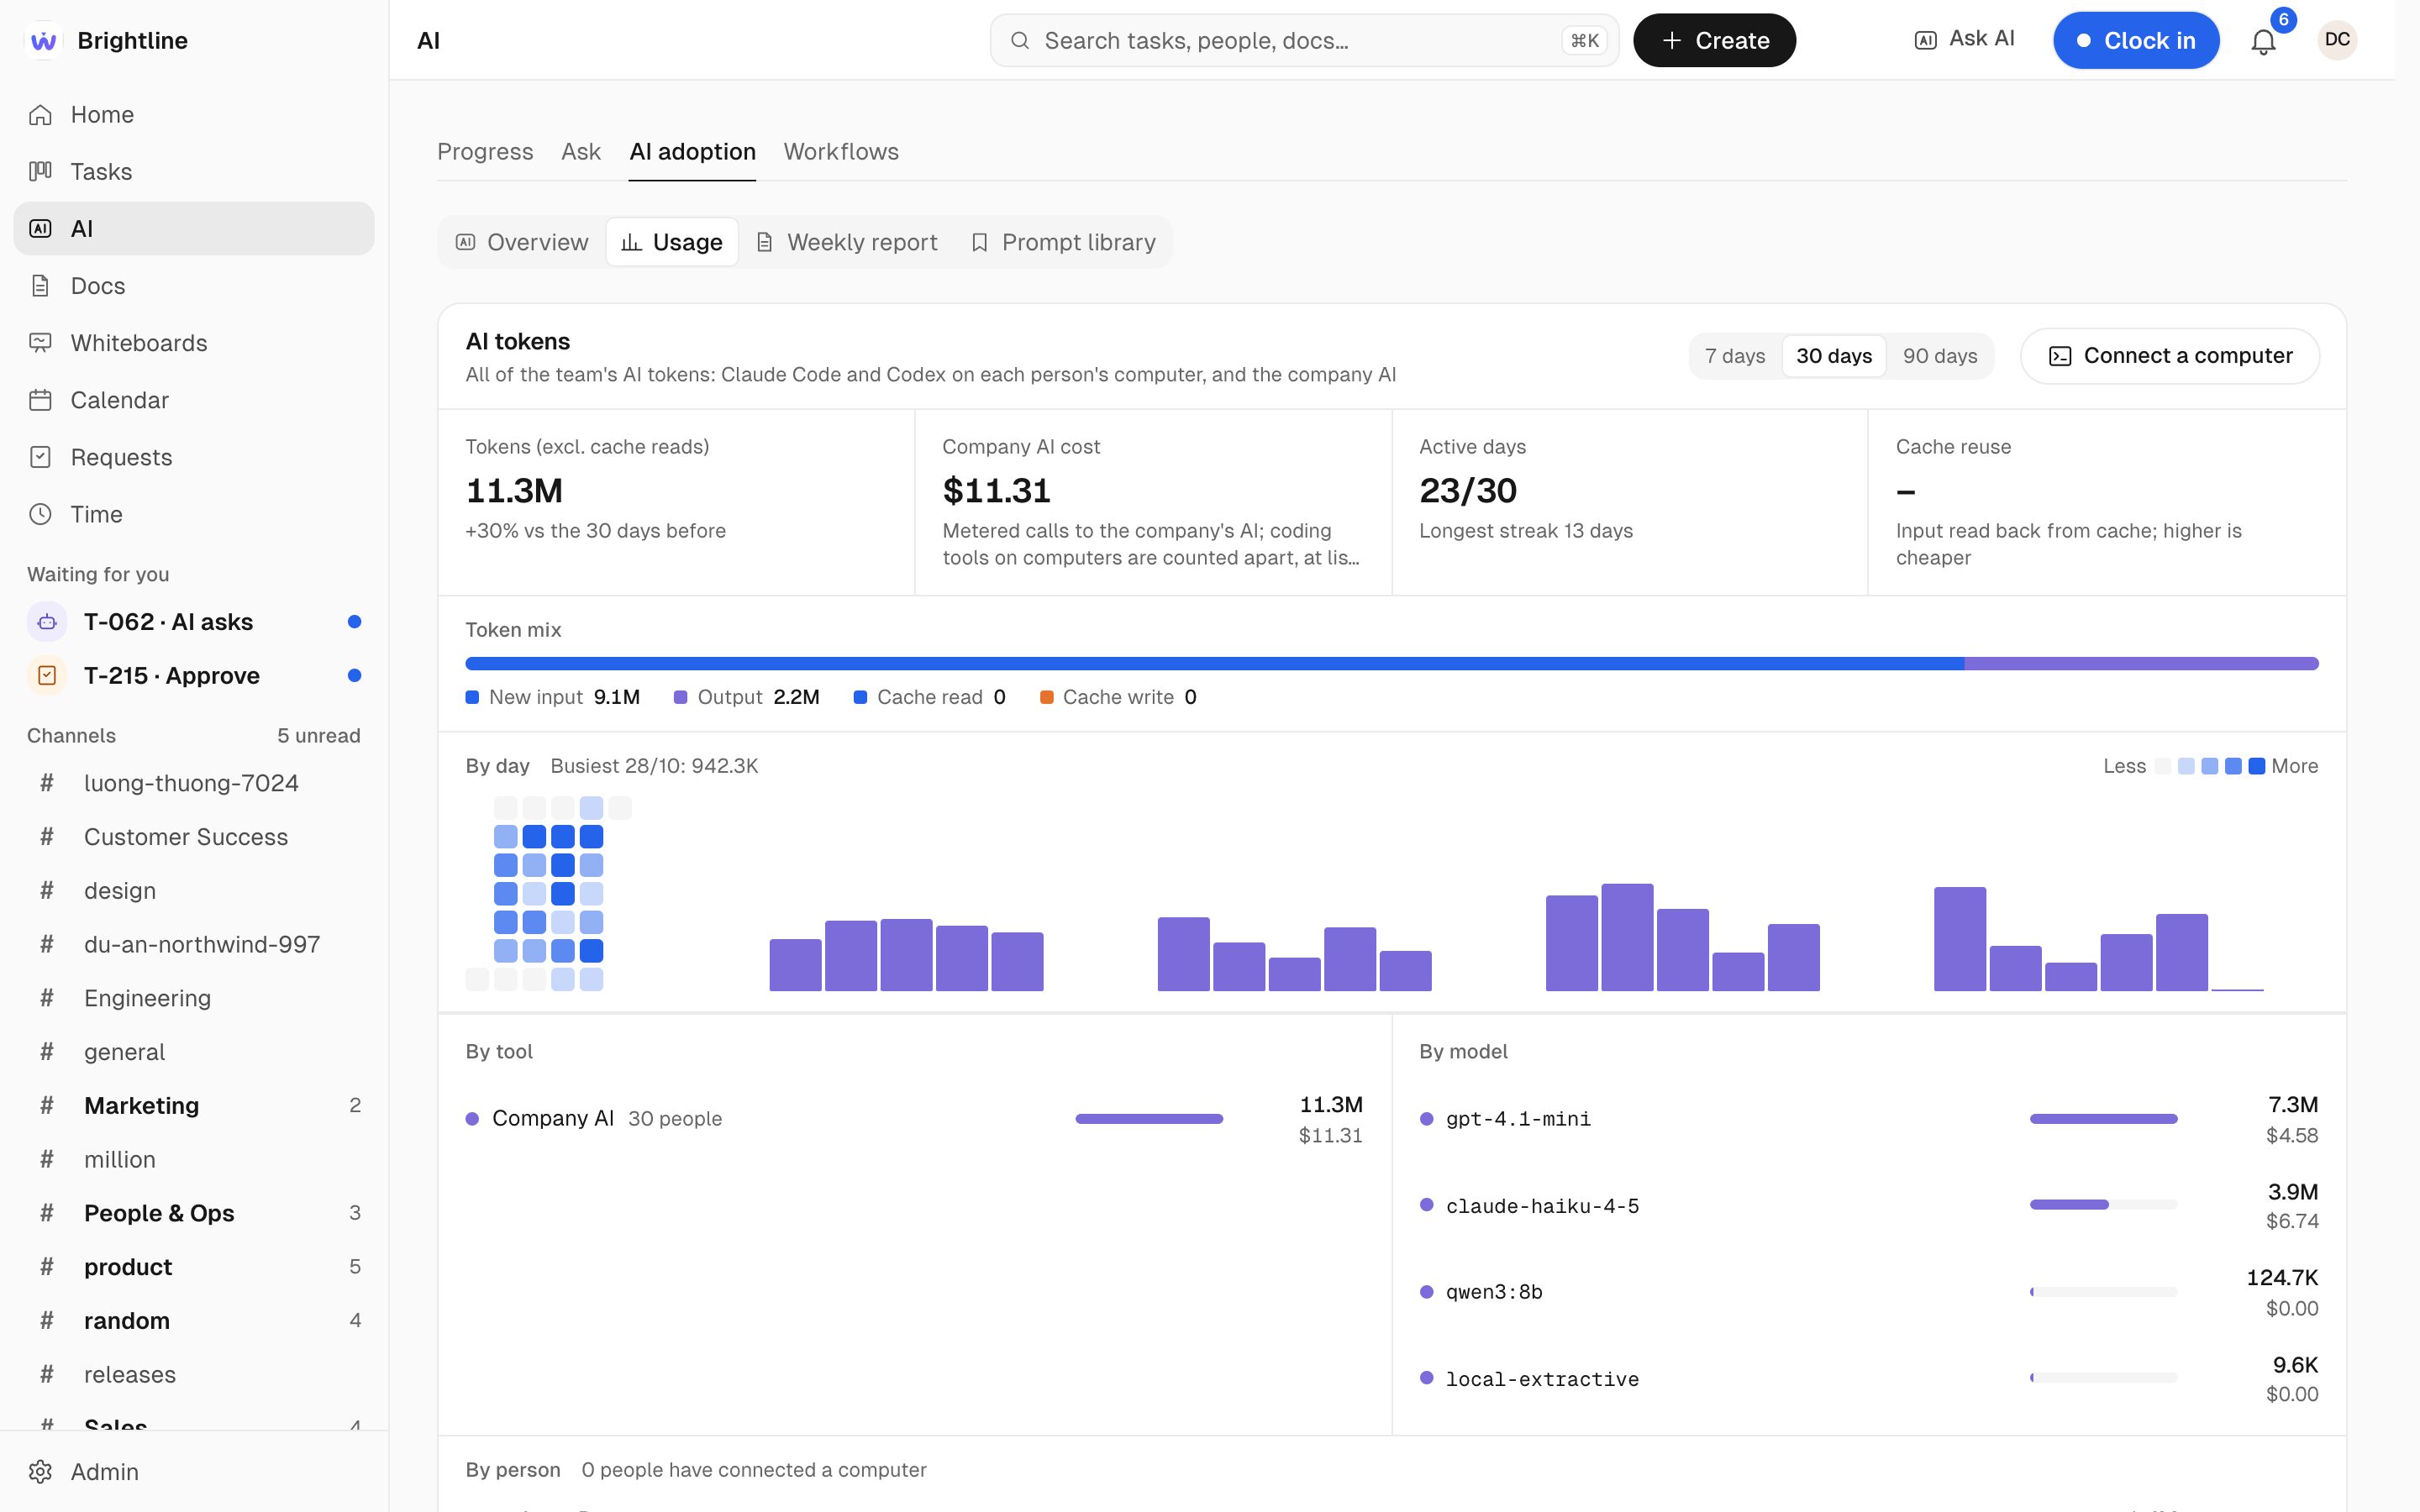 Brightline
Home
Tasks
AI
Docs
Whiteboards
Calendar
Requests
Time
Waiting for you
T-062 · AI asks
T-215 · Approve
Channels 5 unread
# luong-thuong-7024
# Customer Success
# design
# du-an-northwind-997
# Engineering
# general
# Marketing 2
# million
# People & Ops 3
# product 5
# random 4
# releases
# Sales 4
Admin
AI
Search tasks, people, docs... ⌘K
+ Create
AI Ask AI
Clock in
6
DC
Progress Ask AI adoption Workflows
AI Overview Usage Weekly report Prompt library
AI tokens
All of the team's AI tokens: Claude Code and Codex on each person's computer, and the company AI
7 days 30 days 90 days
Connect a computer
Tokens (excl. cache reads)
11.3M
+30% vs the 30 days before
Company AI cost
$11.31
Metered calls to the company's AI; coding
tools on computers are counted apart, at lis...
Active days
23/30
Longest streak 13 days
Cache reuse
–
Input read back from cache; higher is
cheaper
Token mix
New input 9.1M Output 2.2M Cache read 0 Cache write 0
By day Busiest 28/10: 942.3K
Less More
By tool
Company AI 30 people 11.3M
$11.31
By model
gpt-4.1-mini 7.3M
$4.58
claude-haiku-4-5 3.9M
$6.74
qwen3:8b 124.7K
$0.00
local-extractive 9.6K
$0.00
By person 0 people have connected a computer